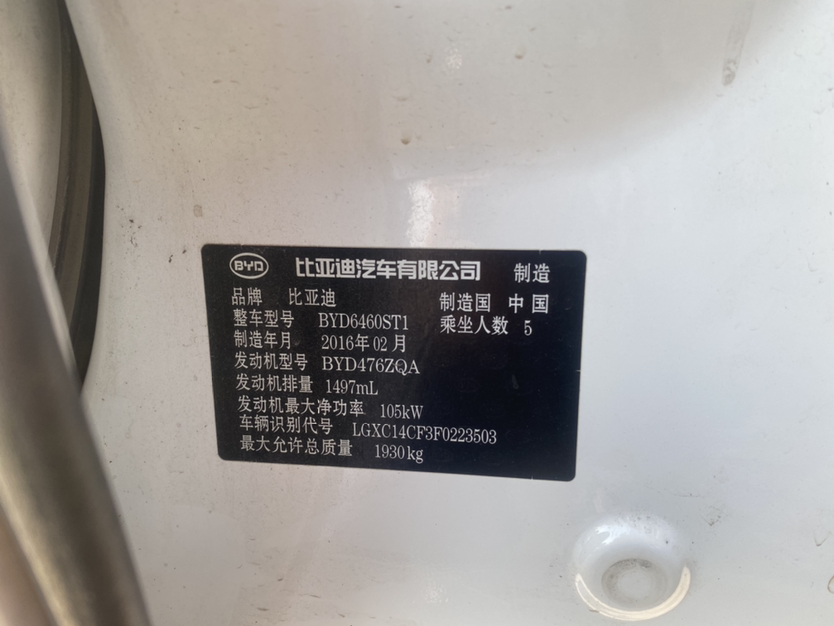 BYD 比亚迪汽车有限公司 制造
品牌 比亚迪 制造国 中国
整车型号 BYD6460ST1 乘坐人数 5
制造年月 2016年02月
发动机型号 BYD476ZQA
发动机排量 1497mL
发动机最大净功率 105kW
车辆识别代号 LGXC14CF3F0223503
最大允许总质量 1930kg